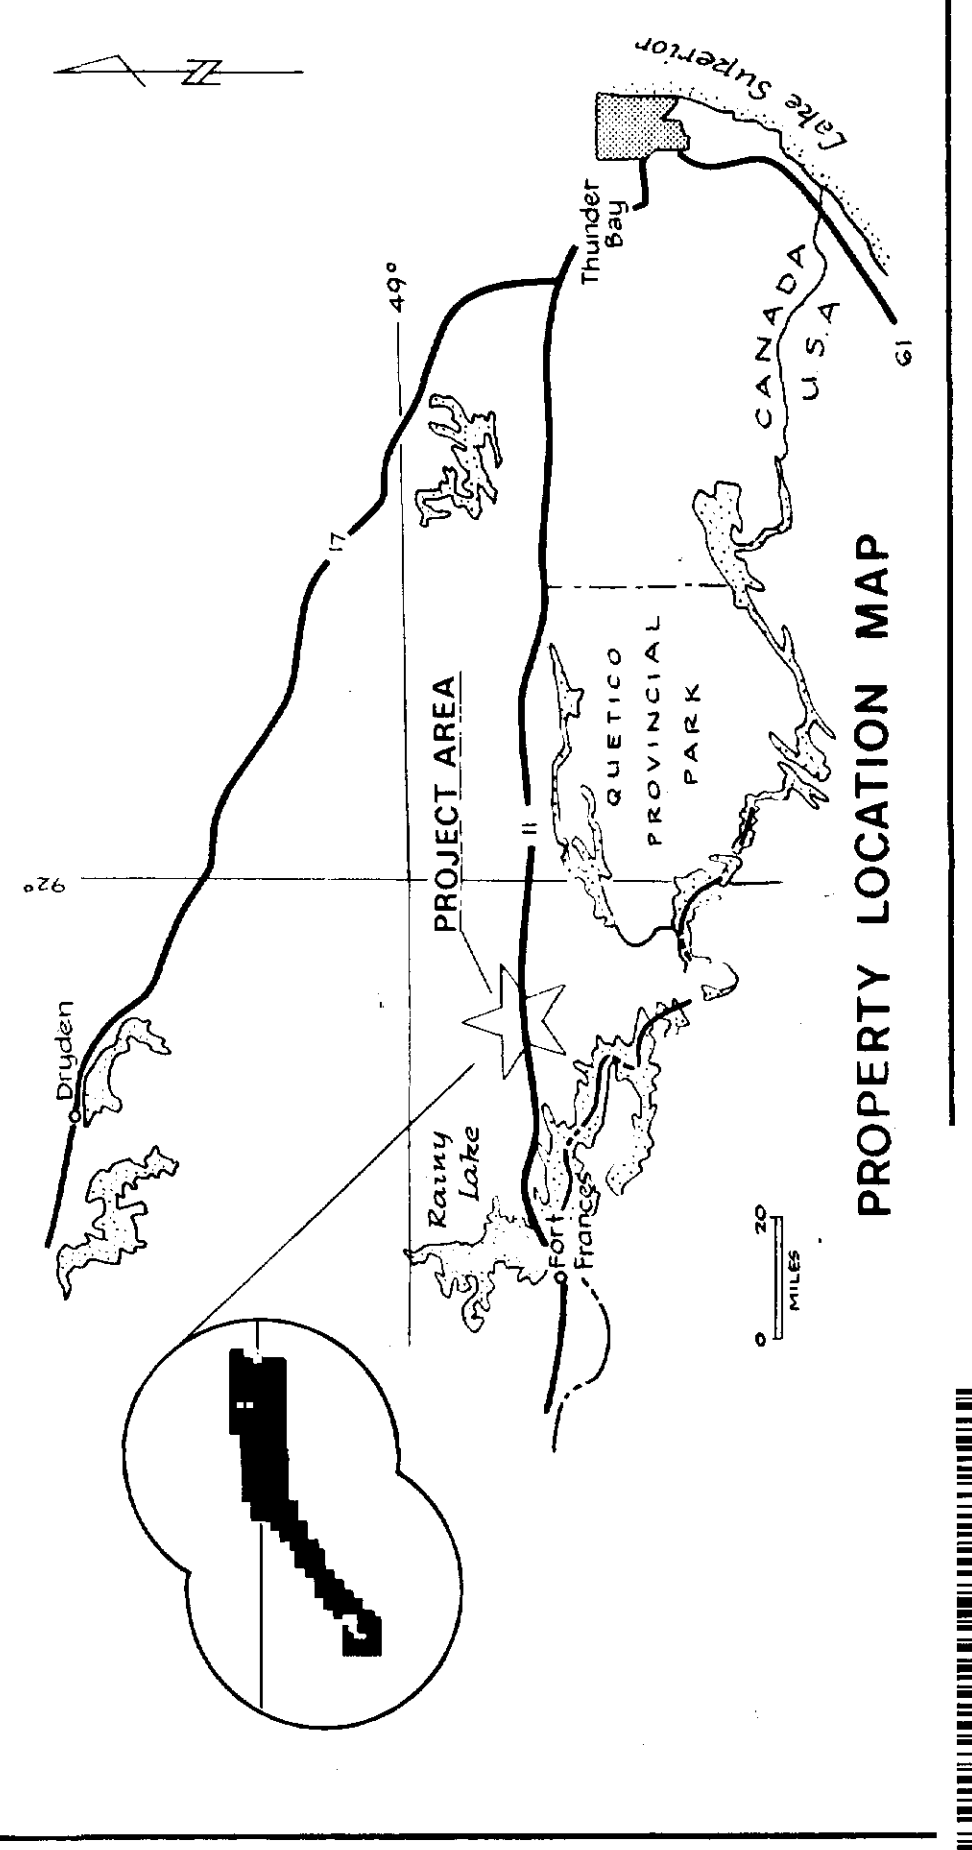 N
92°
49°
Dryden
17
PROJECT AREA
11
Rainy
Lake
Fort
Frances
Thunder
Bay
Lake Superior
QUETICO
PROVINCIAL
PARK
CANADA
U.S.A
61
0 20
MILES
PROPERTY LOCATION MAP